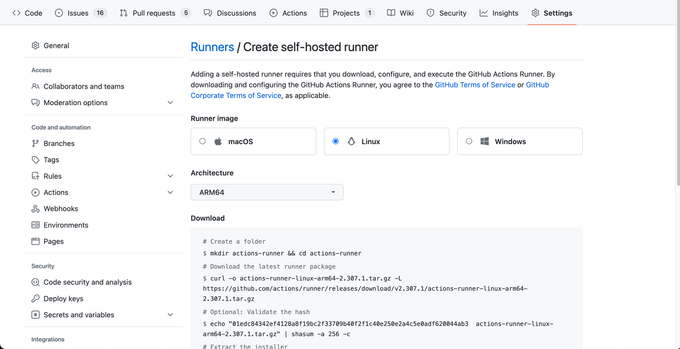 Code Issues 16 Pull requests 5 Discussions Actions Projects 1 Wiki Security Insights Settings
General
Access
Collaborators and teams
Moderation options
Code and automation
Branches
Tags
Rules
Actions
Webhooks
Environments
Pages
Security
Code security and analysis
Deploy keys
Secrets and variables
Integrations
Runners / Create self-hosted runner
Adding a self-hosted runner requires that you download, configure, and execute the GitHub Actions Runner. By
downloading and configuring the GitHub Actions Runner, you agree to the GitHub Terms of Service or GitHub
Corporate Terms of Service, as applicable.
Runner image
macOS Linux Windows
Architecture
ARM64
Download
# Create a folder
$ mkdir actions-runner && cd actions-runner
# Download the latest runner package
$ curl -o actions-runner-linux-arm64-2.307.1.tar.gz -L
https://github.com/actions/runner/releases/download/v2.307.1/actions-runner-linux-arm64-
2.307.1.tar.gz
# Optional: Validate the hash
$ echo "01edc84342ef4128a8f19bc2f33709b40f2f1c40e250e2a4c5e0adf620044ab3  actions-runner-linux-
arm64-2.307.1.tar.gz" | shasum -a 256 -c
# Extract the installer